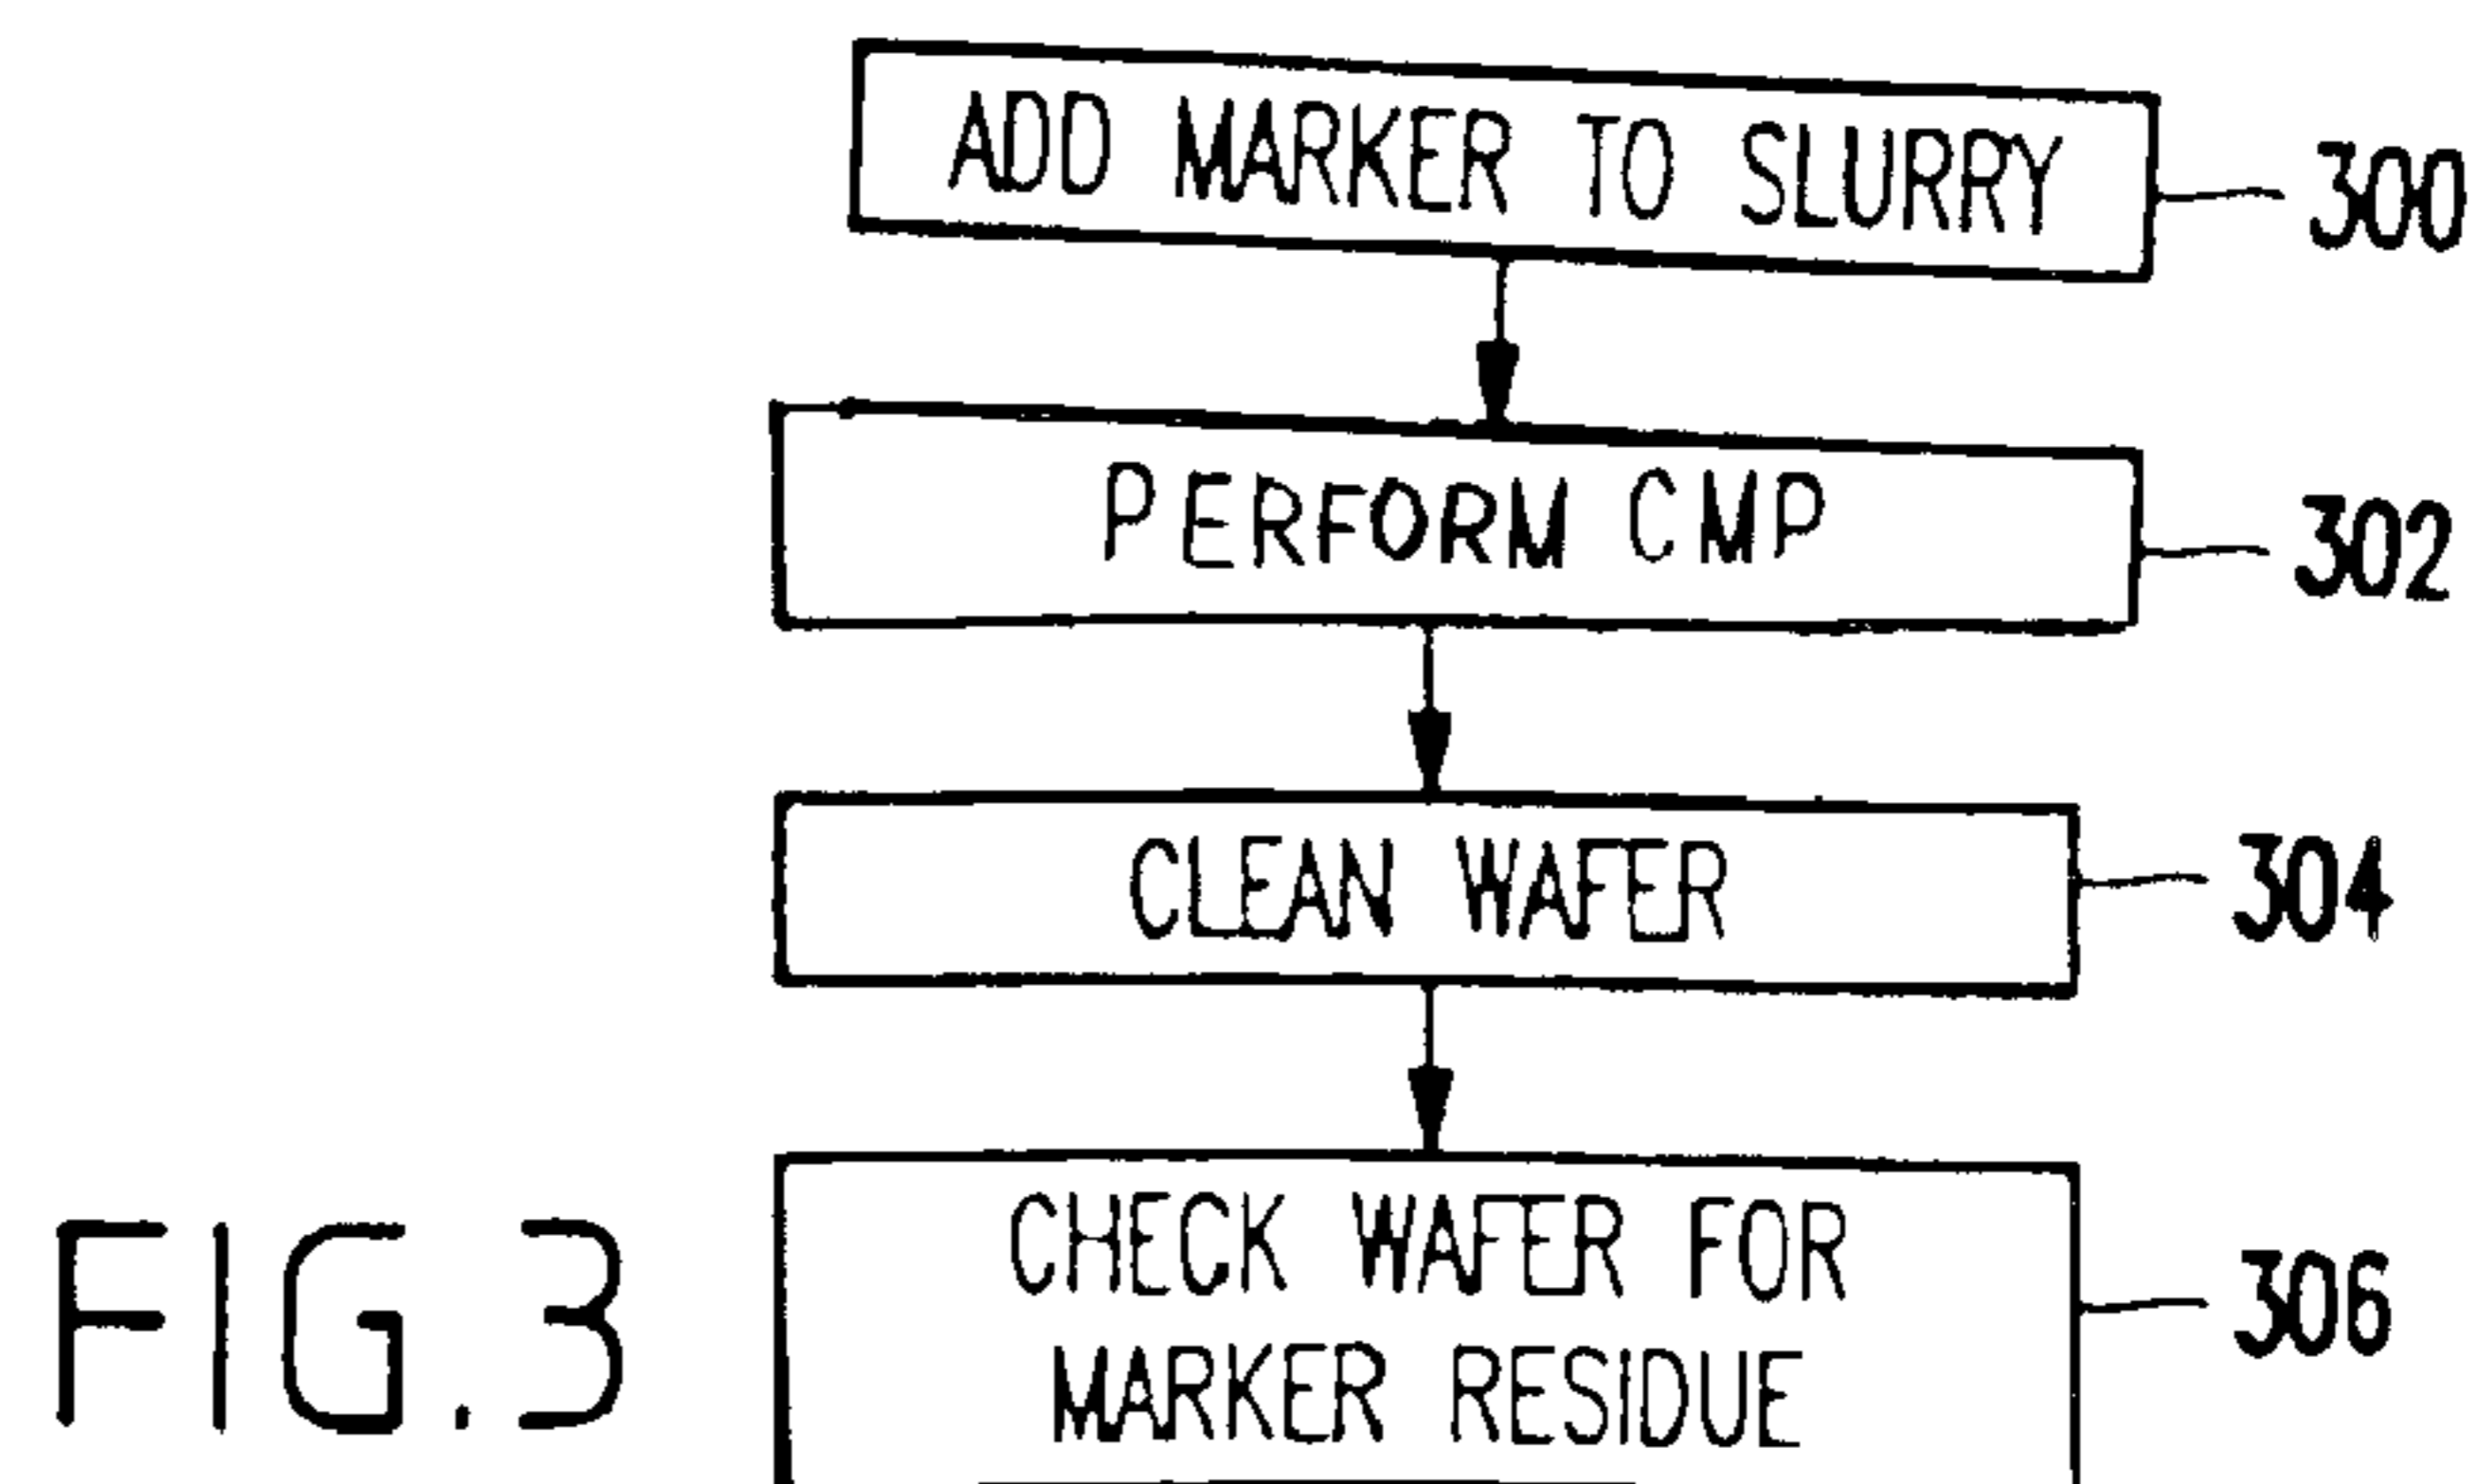 ADD MARKER TO SLURRY
300
PERFORM CMP
302
CLEAN WAFER
304
CHECK WAFER FOR
MARKER RESIDUE
306
FIG.3